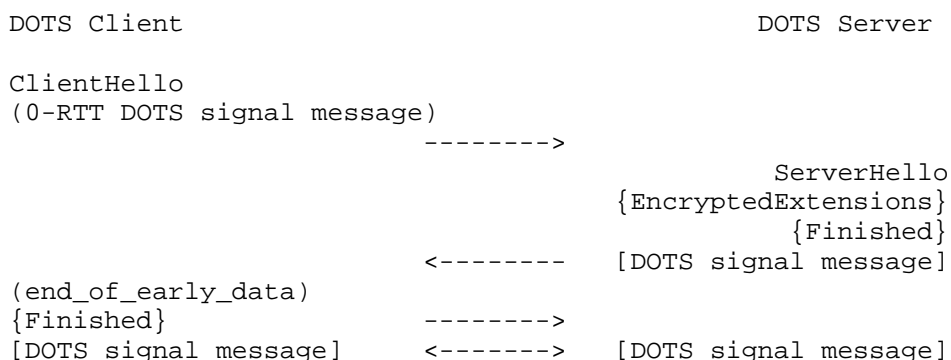 DOTS Client                                    DOTS Server

ClientHello
(0-RTT DOTS signal message)
                          -------->
                                               ServerHello
                                     {EncryptedExtensions}
                                                {Finished}
                          <--------  [DOTS signal message]
(end_of_early_data)
{Finished}                -------->
[DOTS signal message]     <------->  [DOTS signal message]